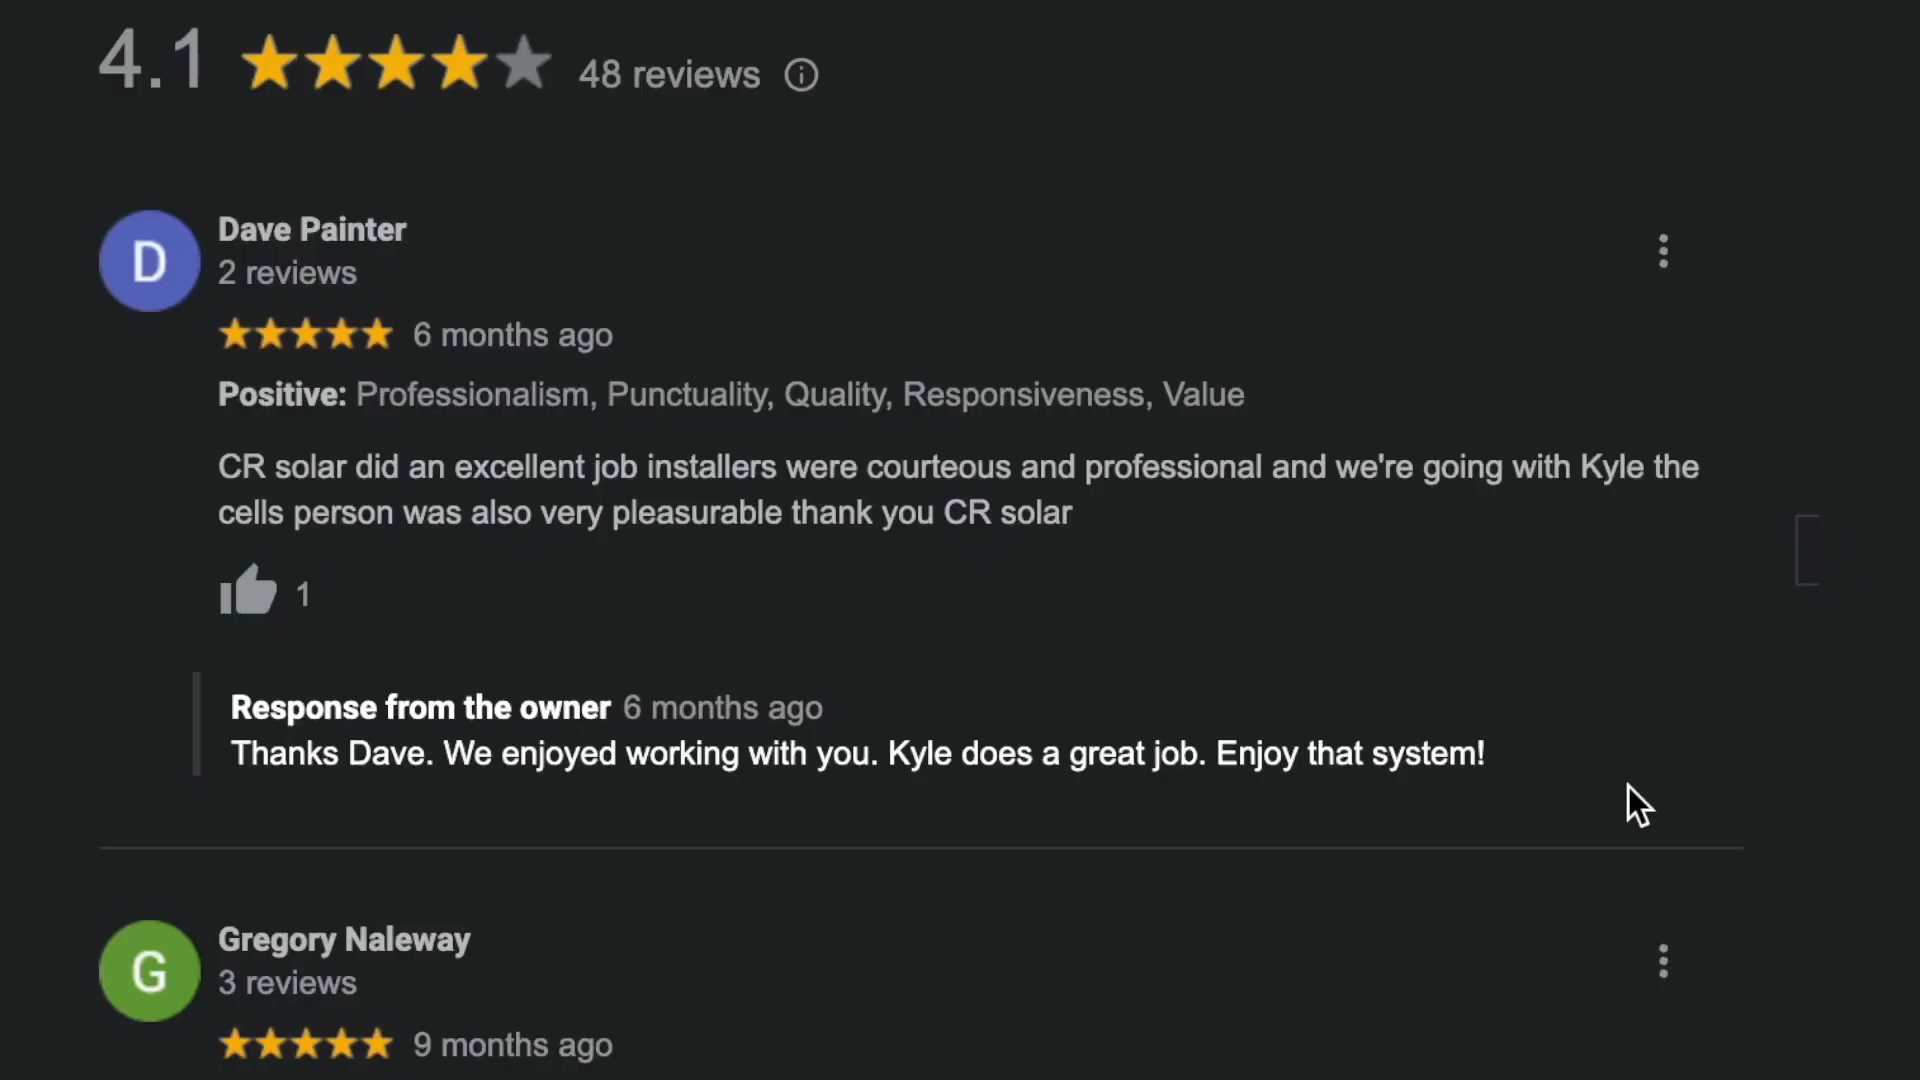 4.1 48 reviews
D
Dave Painter
2 reviews
6 months ago
Positive: Professionalism, Punctuality, Quality, Responsiveness, Value
CR solar did an excellent job installers were courteous and professional and we're going with Kyle the
cells person was also very pleasurable thank you CR solar
1
Response from the owner 6 months ago
Thanks Dave. We enjoyed working with you. Kyle does a great job. Enjoy that system!
G
Gregory Naleway
3 reviews
9 months ago